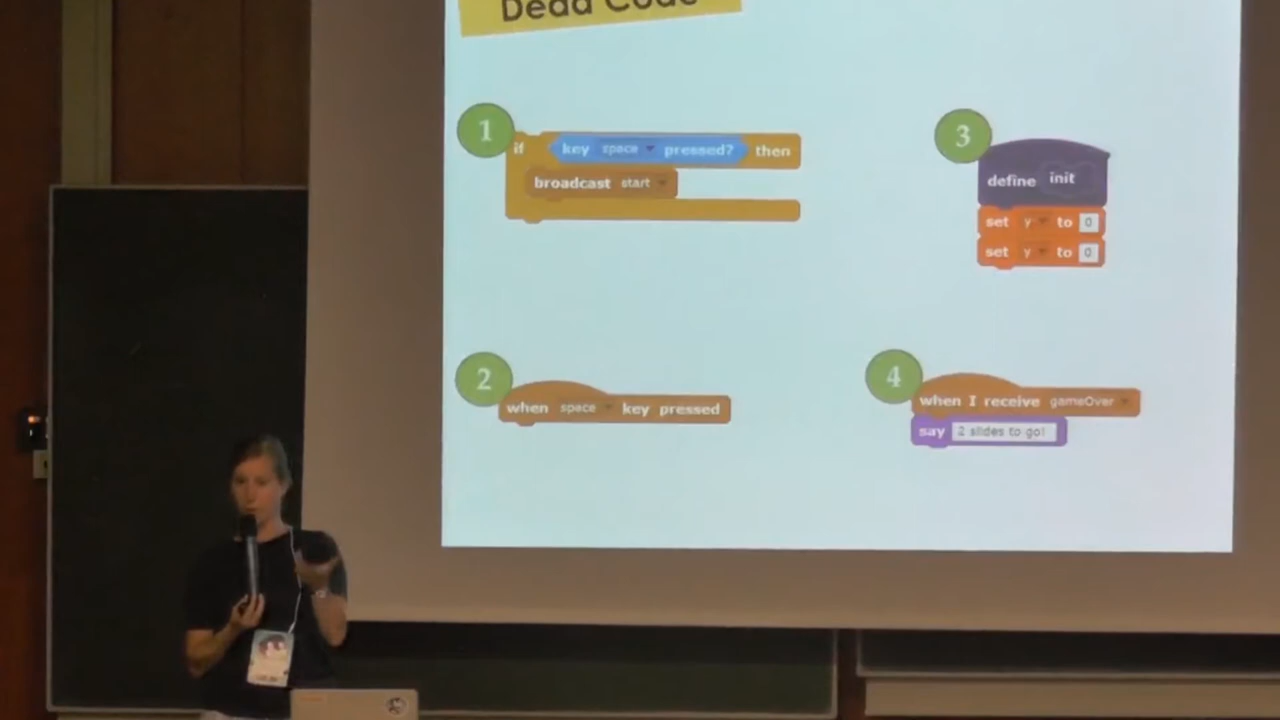 Dead Code
1
if key space pressed? then
broadcast start
3
define init
set y to 0
set y to 0
2
when space key pressed
4
when I receive gameOver
say 2 slides to go!